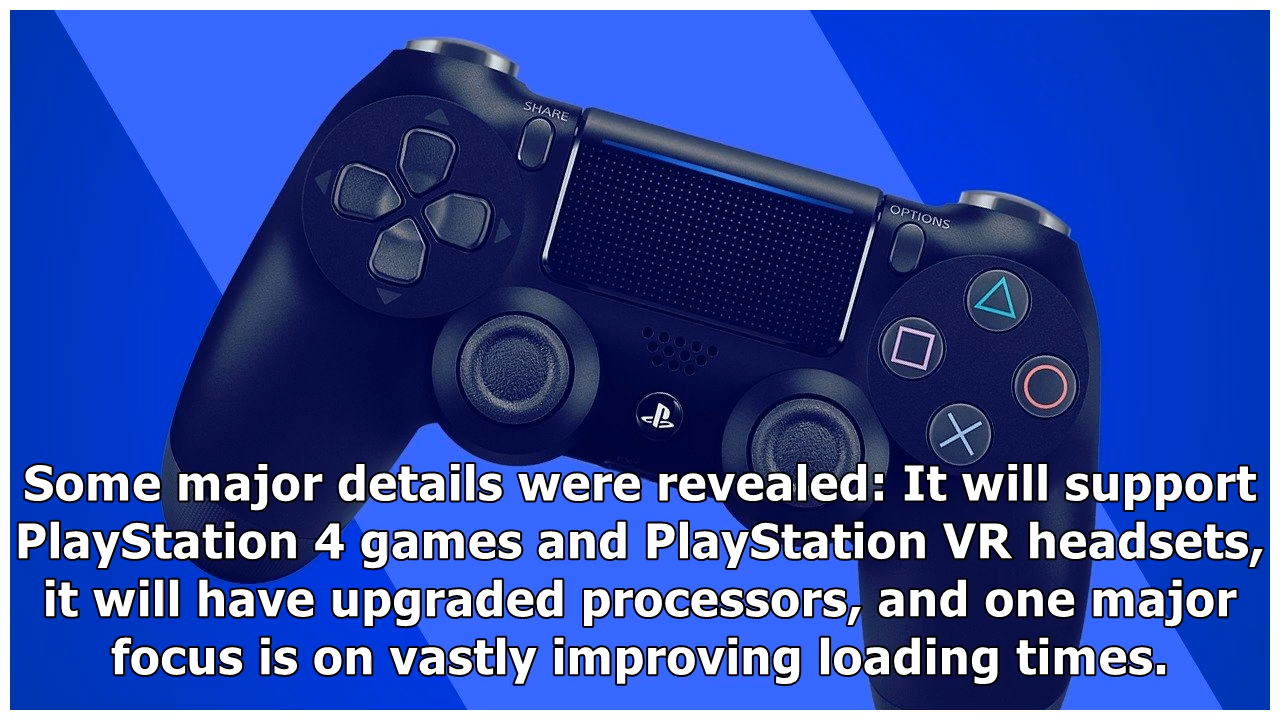 SHARE
OPTIONS
Some major details were revealed: It will support
PlayStation 4 games and PlayStation VR headsets,
it will have upgraded processors, and one major
focus is on vastly improving loading times.